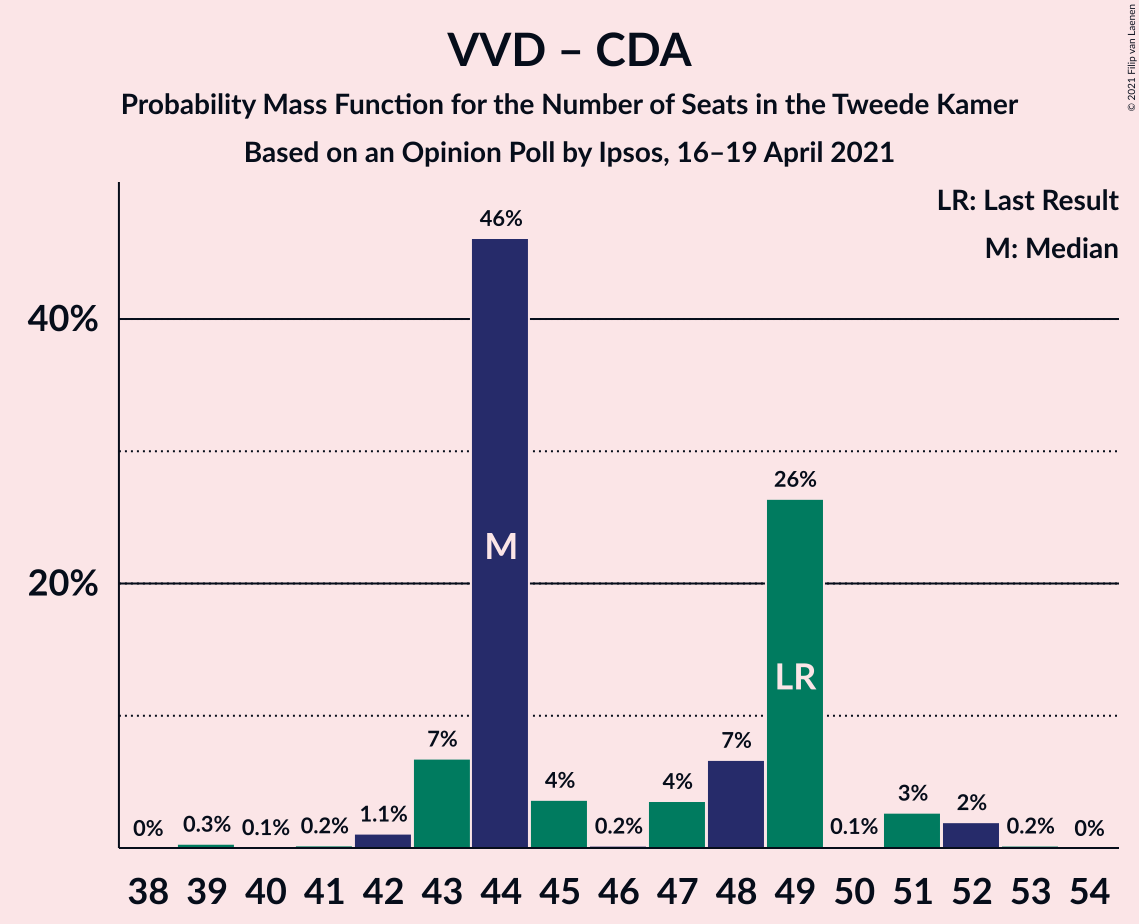 VVD – CDA
Probability Mass Function for the Number of Seats in the Tweede Kamer
Based on an Opinion Poll by Ipsos, 16–19 April 2021
© 2021 Filip van Laenen
LR: Last Result
M: Median
40%
20%
0%
0.3%
0.1%
0.2%
1.1%
7%
46%
4%
0.2%
4%
7%
26%
0.1%
3%
2%
0.2%
0%
M
LR
38 39 40 41 42 43 44 45 46 47 48 49 50 51 52 53 54